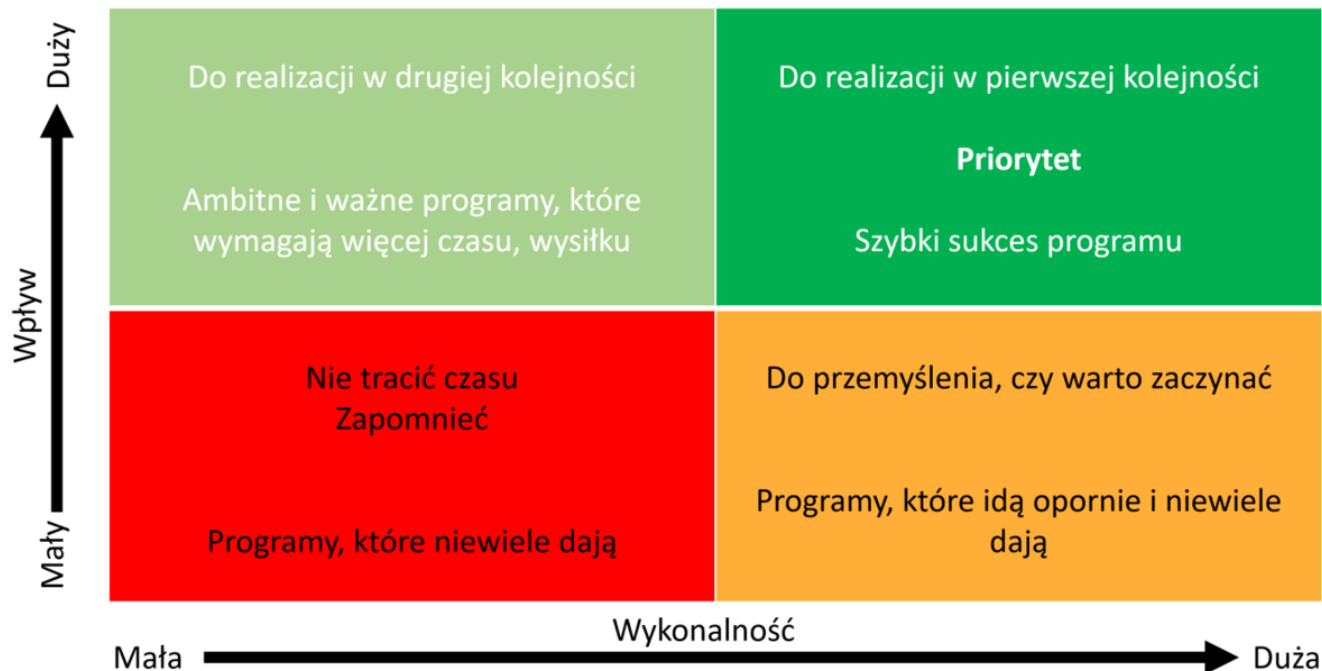 Duży
Wpływ
Mały
Do realizacji w drugiej kolejności
Ambitne i ważne programy, które
wymagają więcej czasu, wysiłku
Do realizacji w pierwszej kolejności
Priorytet
Szybki sukces programu
Nie tracić czasu
Zapomnieć
Programy, które niewiele dają
Do przemyślenia, czy warto zaczynać
Programy, które idą opornie i niewiele
dają
Wykonalność
Mała
Duża